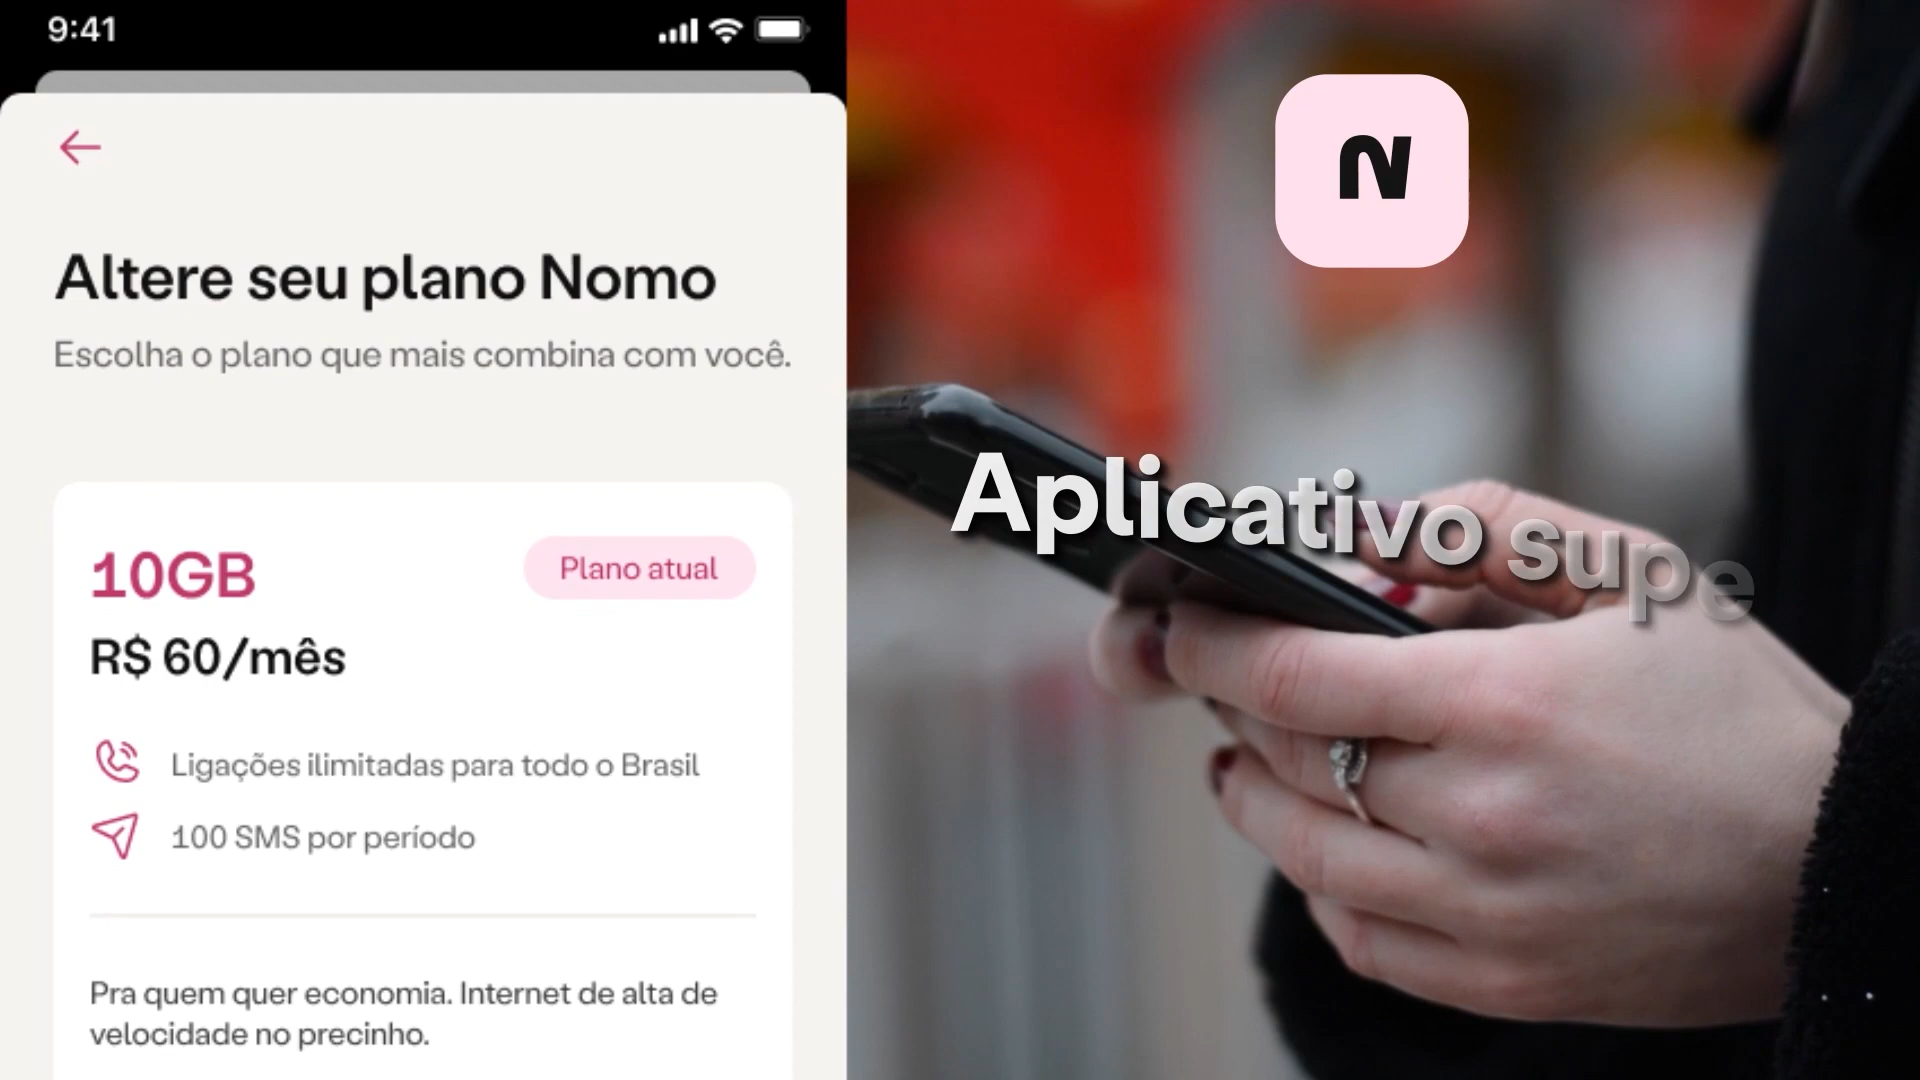 9:41
Altere seu plano Nomo
Escolha o plano que mais combina com você.
10GB
Plano atual
R$ 60/mês
Ligações ilimitadas para todo o Brasil
100 SMS por período
Pra quem quer economia. Internet de alta de
velocidade no precinho.
N
Aplicativo supe